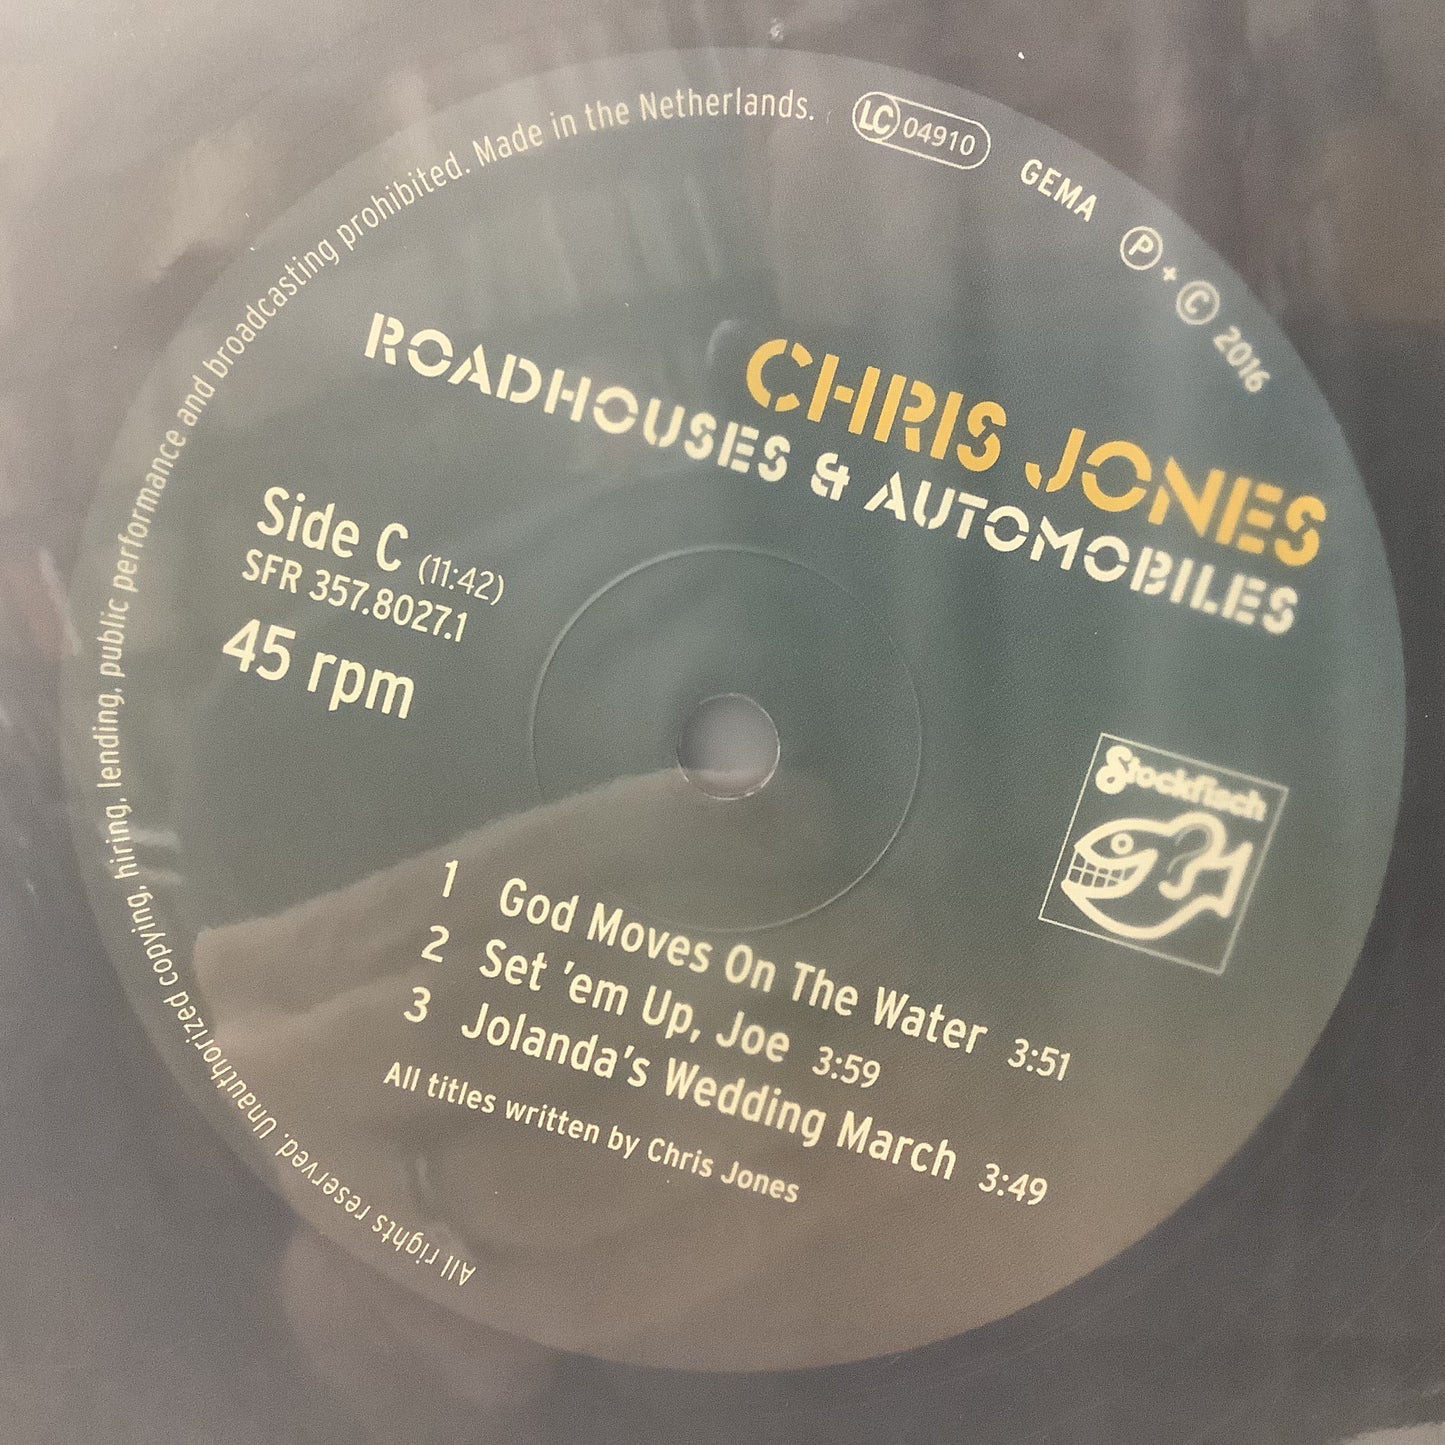 All rights reserved. Unauthorized copying, hiring, lending, public performance and broadcasting prohibited. Made in the Netherlands. LC 04910 GEMA Ⓟ + © 2016
CHRIS JONES
ROADHOUSES & AUTOMOBILES
Side C (11:42)
SFR 357.8027.1
45 rpm
Stockfisch
1 God Moves On The Water 3:51
2 Set 'em Up, Joe 3:59
3 Jolanda's Wedding March 3:49
All titles written by Chris Jones